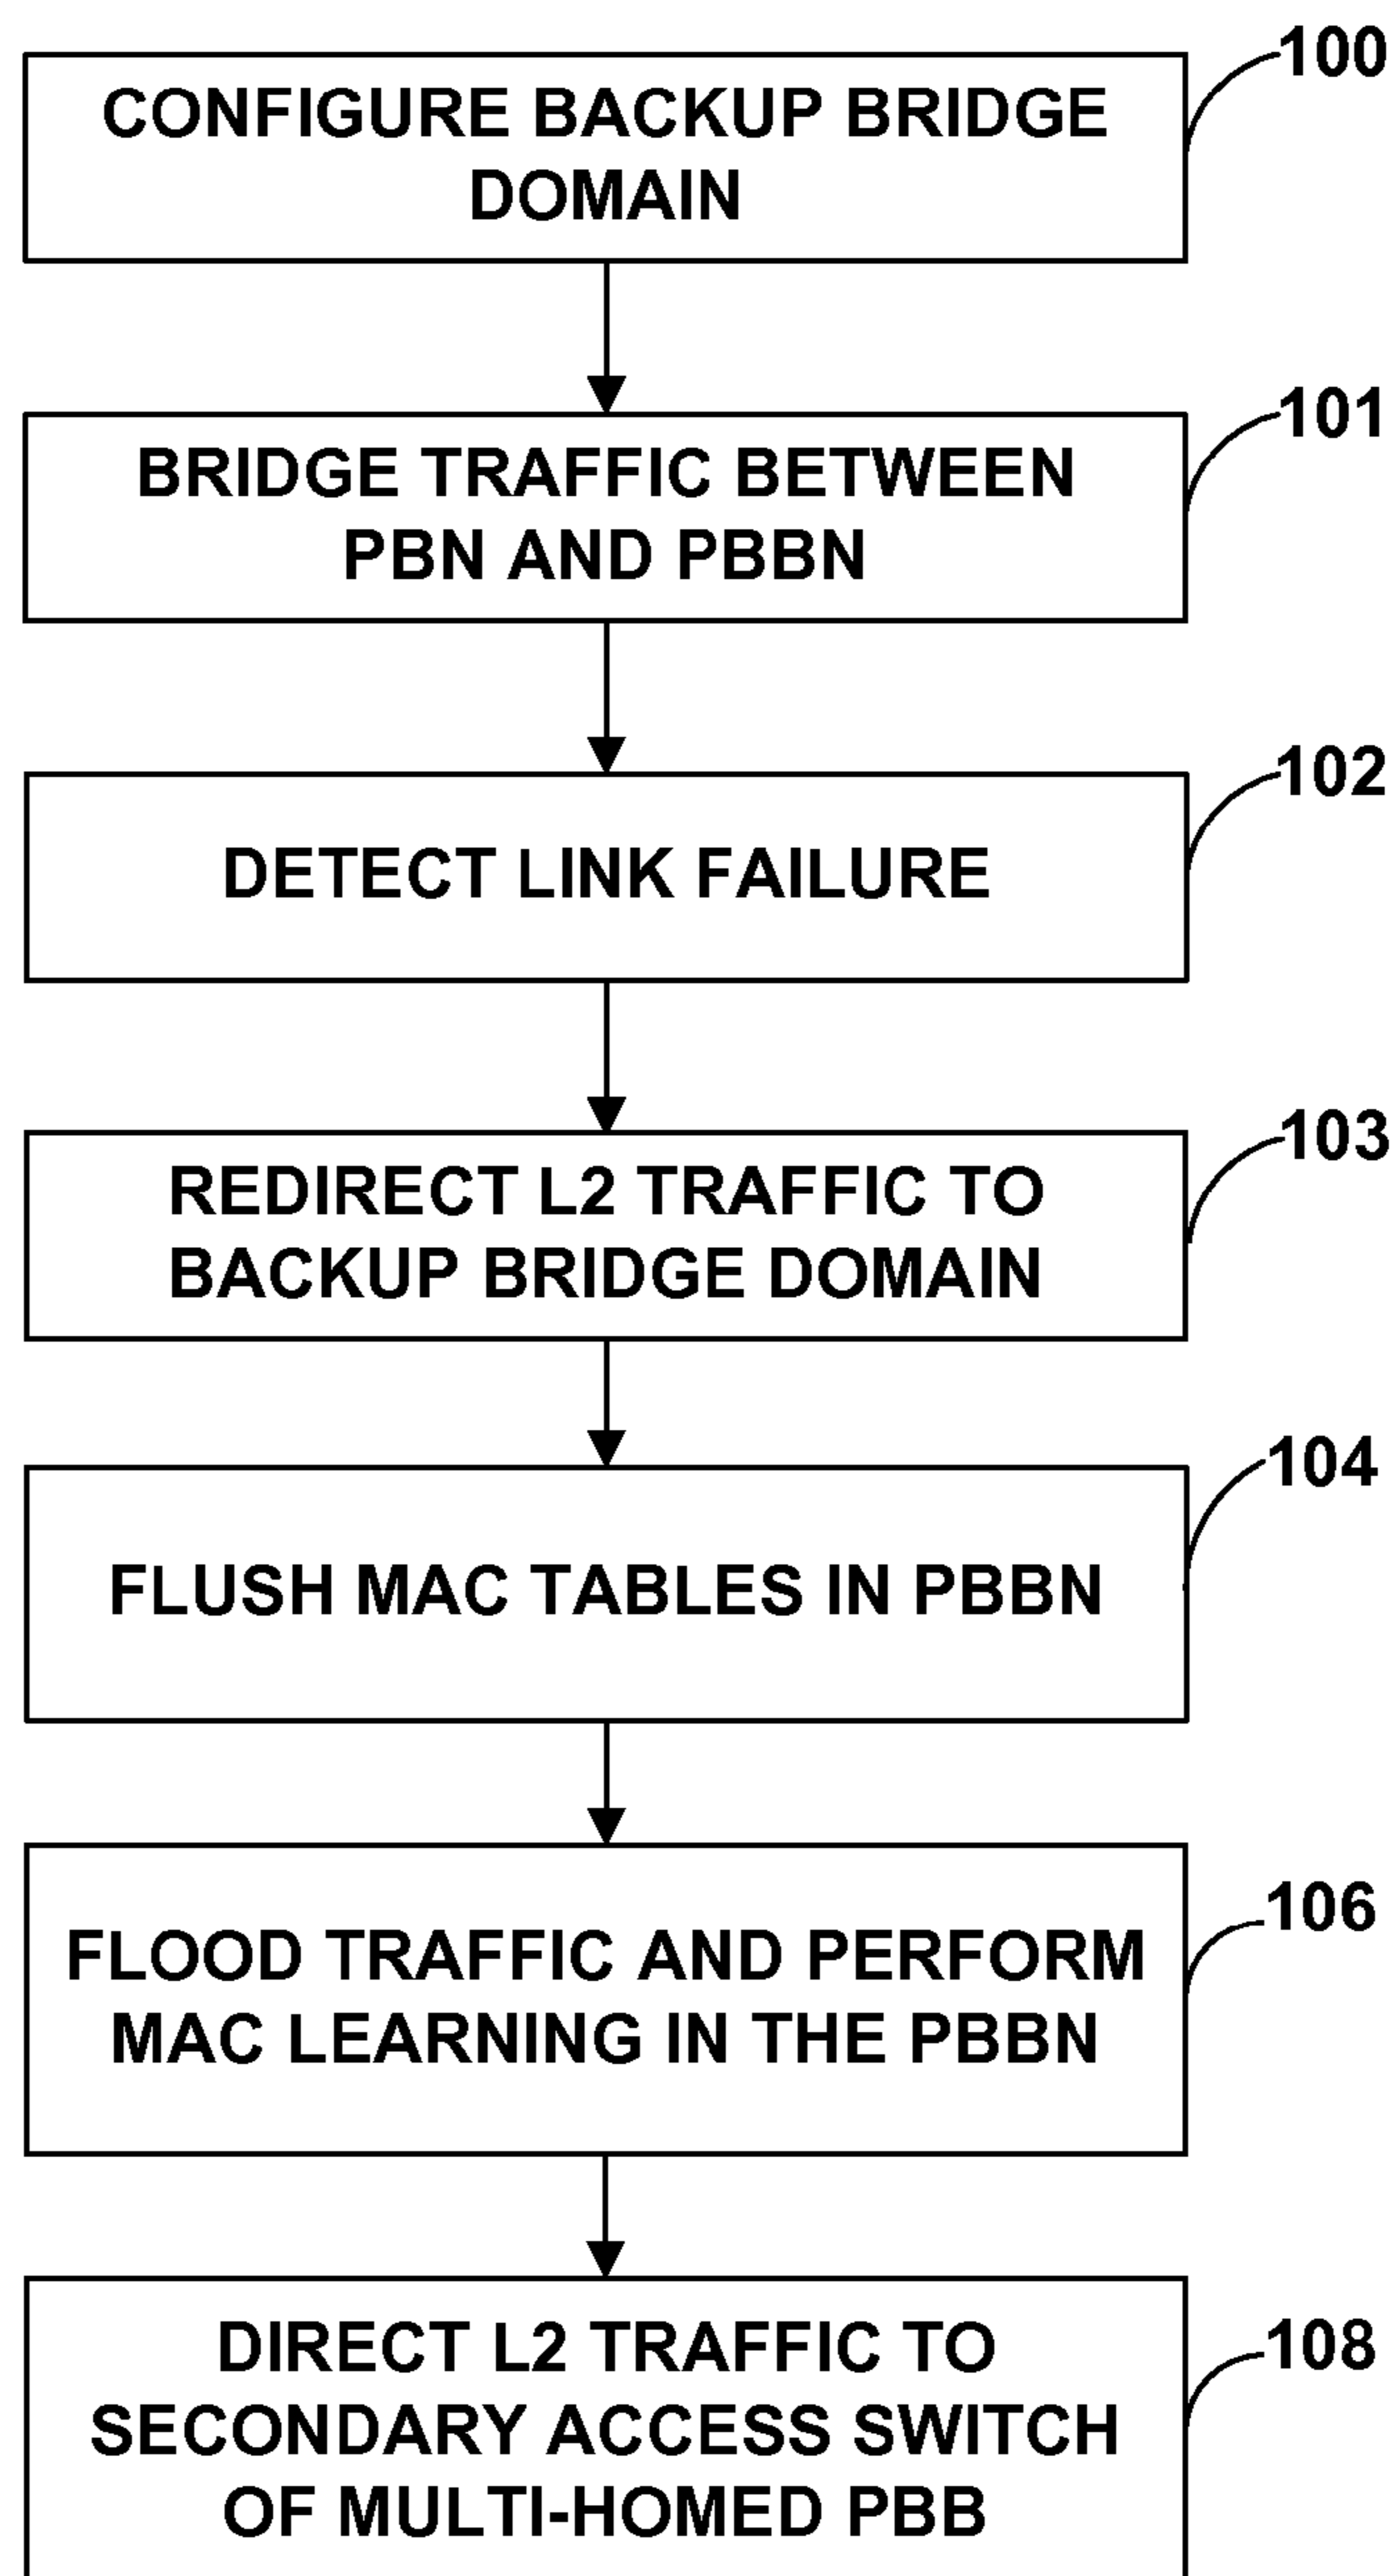 100
CONFIGURE BACKUP BRIDGE
DOMAIN
101
BRIDGE TRAFFIC BETWEEN
PBN AND PBBN
102
DETECT LINK FAILURE
103
REDIRECT L2 TRAFFIC TO
BACKUP BRIDGE DOMAIN
104
FLUSH MAC TABLES IN PBBN
106
FLOOD TRAFFIC AND PERFORM
MAC LEARNING IN THE PBBN
108
DIRECT L2 TRAFFIC TO
SECONDARY ACCESS SWITCH
OF MULTI-HOMED PBB